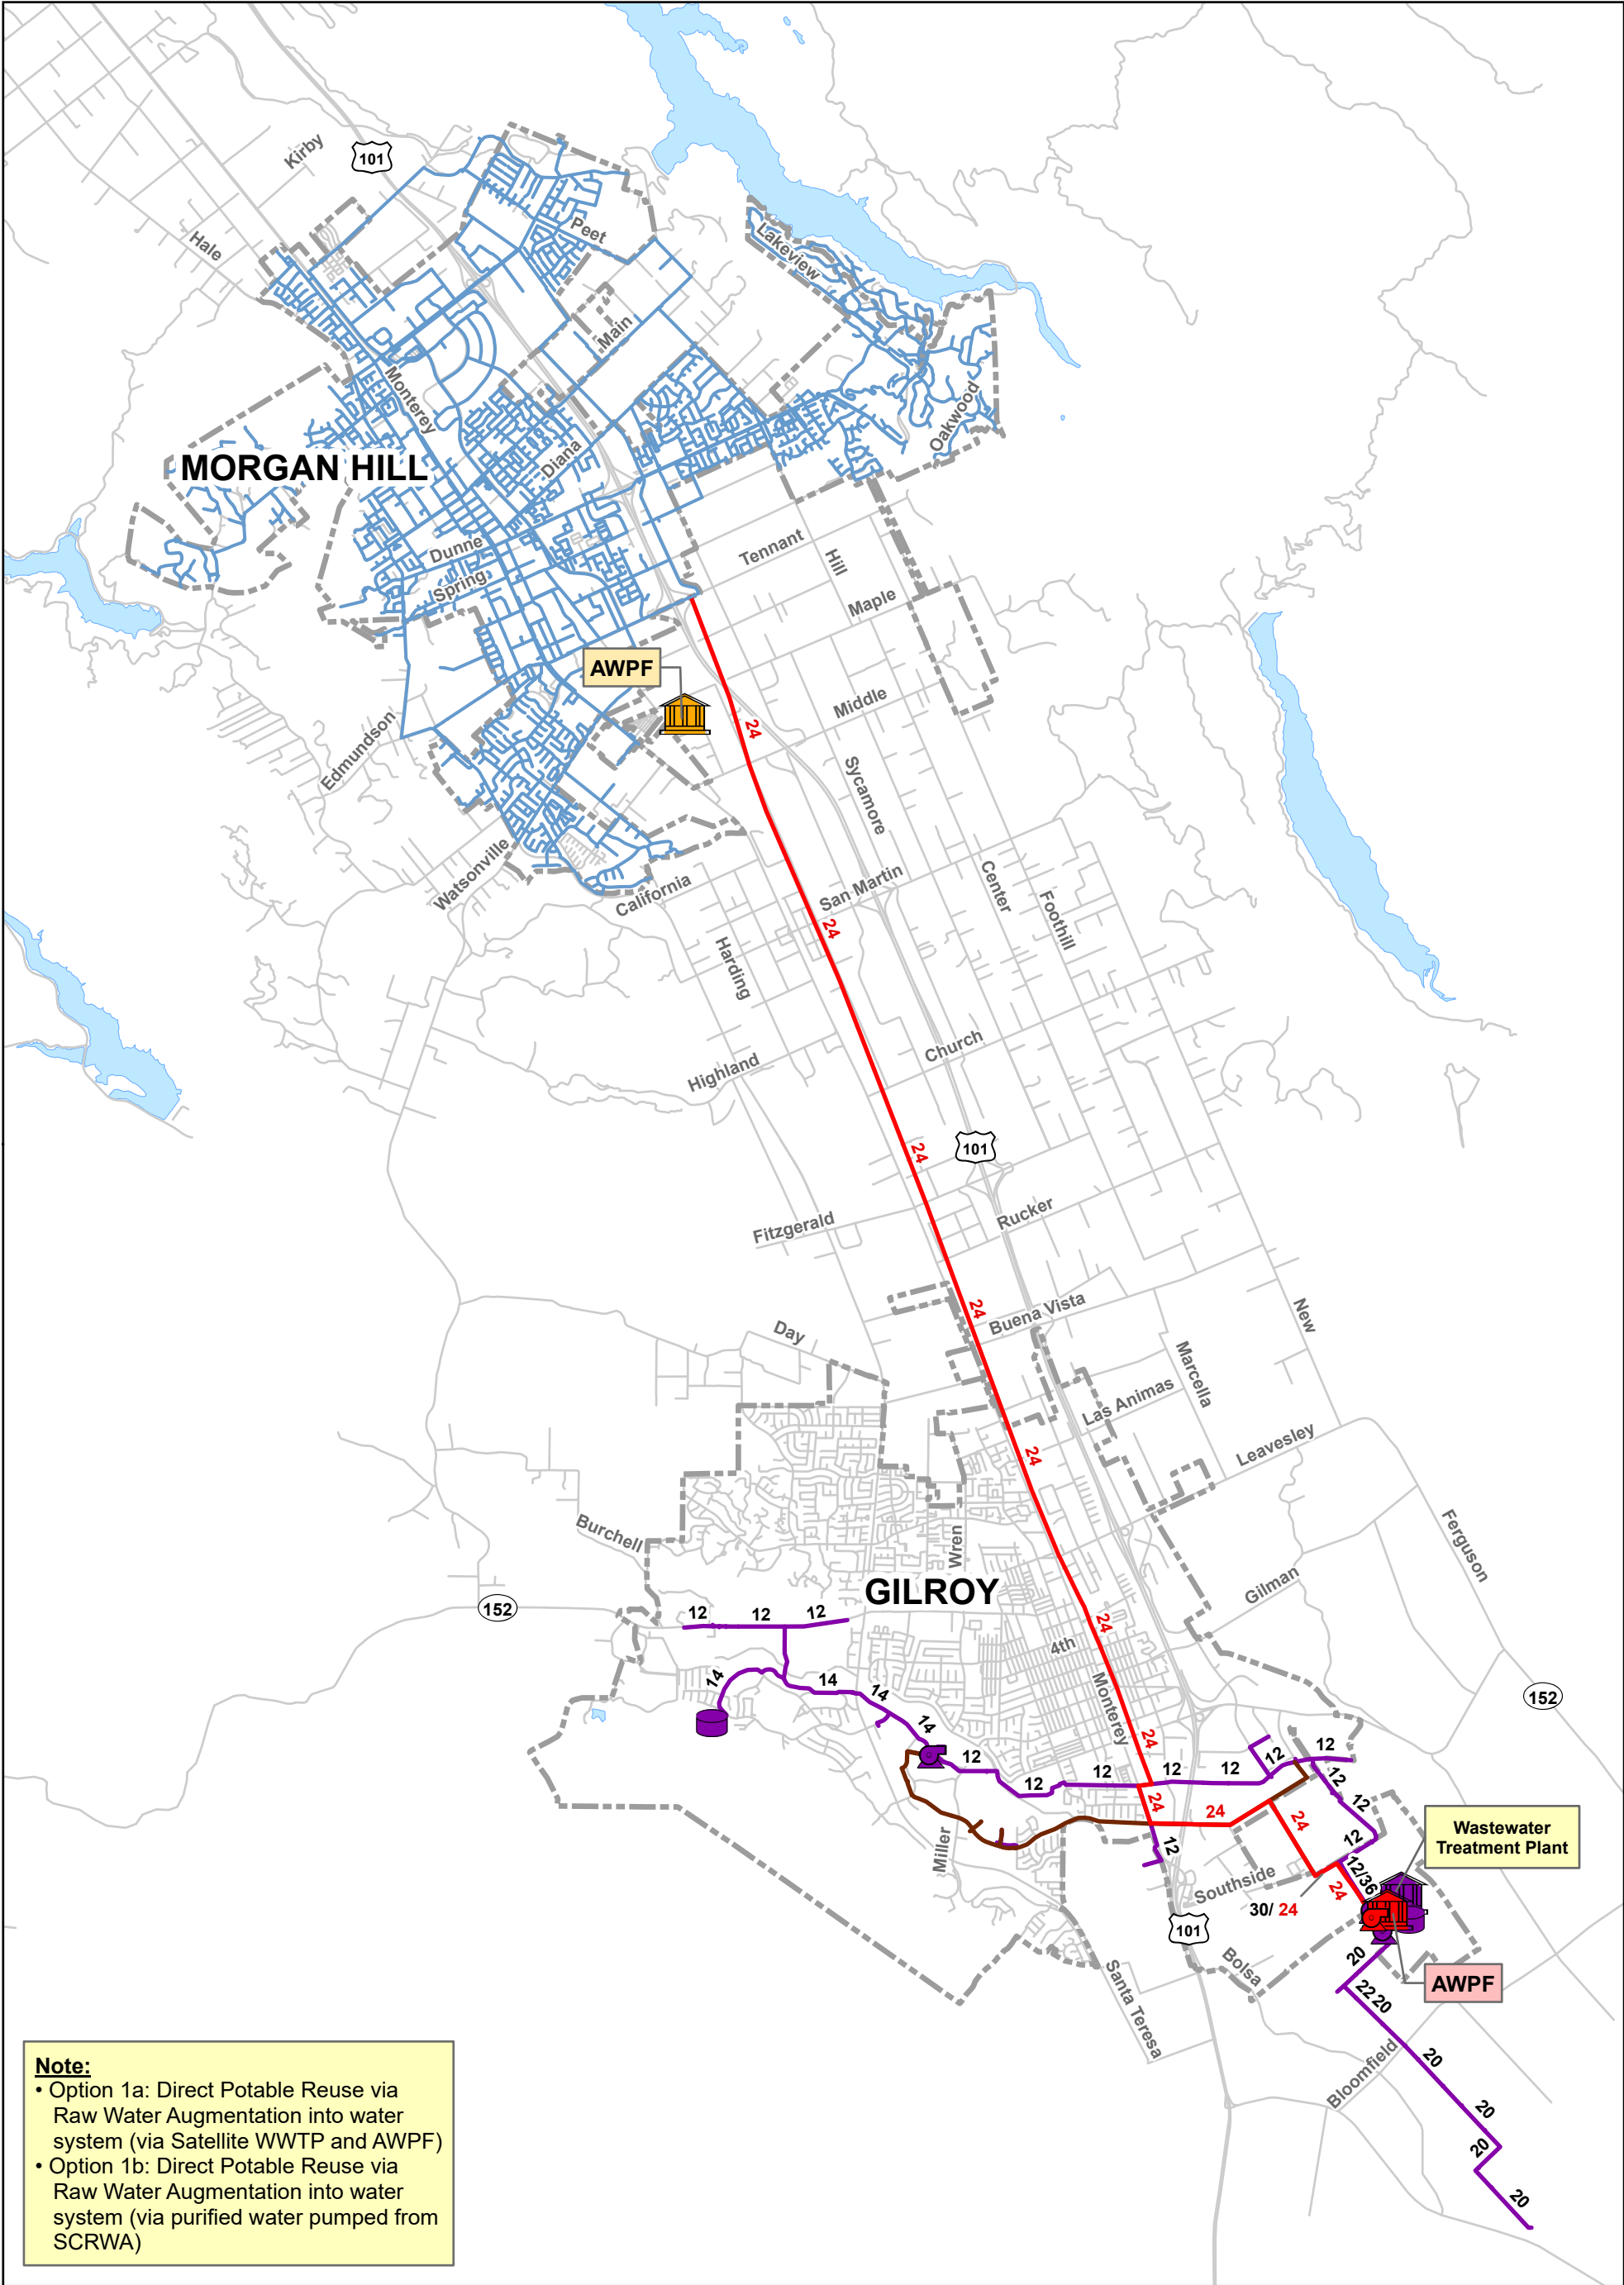 Kirby
101
Hale
Peet
Lakeview
Main
Monterey
Oakwood
MORGAN HILL
Diana
Dunne
Tennant
Hill
Spring
Maple
AWPF
Middle
24
Edmundson
Sycamore
Watsonville
California
San Martin
Center
Foothill
24
Harding
Church
Highland
101
24
Rucker
Fitzgerald
24
Buena Vista
New
Day
Marcella
Las Animas
24
Leavesley
Burchell
Wren
Ferguson
GILROY
Gilman
152
12
12
12
24
4th
14
14
14
Monterey
152
14
24
12
12
12
12
12
12
12
12
12
12
24
24
24
12
12
Miller
Wastewater
Treatment Plant
12/36
Southside
24
30/ 24
101
20
Bolsa
AWPF
Santa Teresa
22
20
20
Bloomfield
20
20
20
Note:
• Option 1a: Direct Potable Reuse via
Raw Water Augmentation into water
system (via Satellite WWTP and AWPF)
• Option 1b: Direct Potable Reuse via
Raw Water Augmentation into water
system (via purified water pumped from
SCRWA)